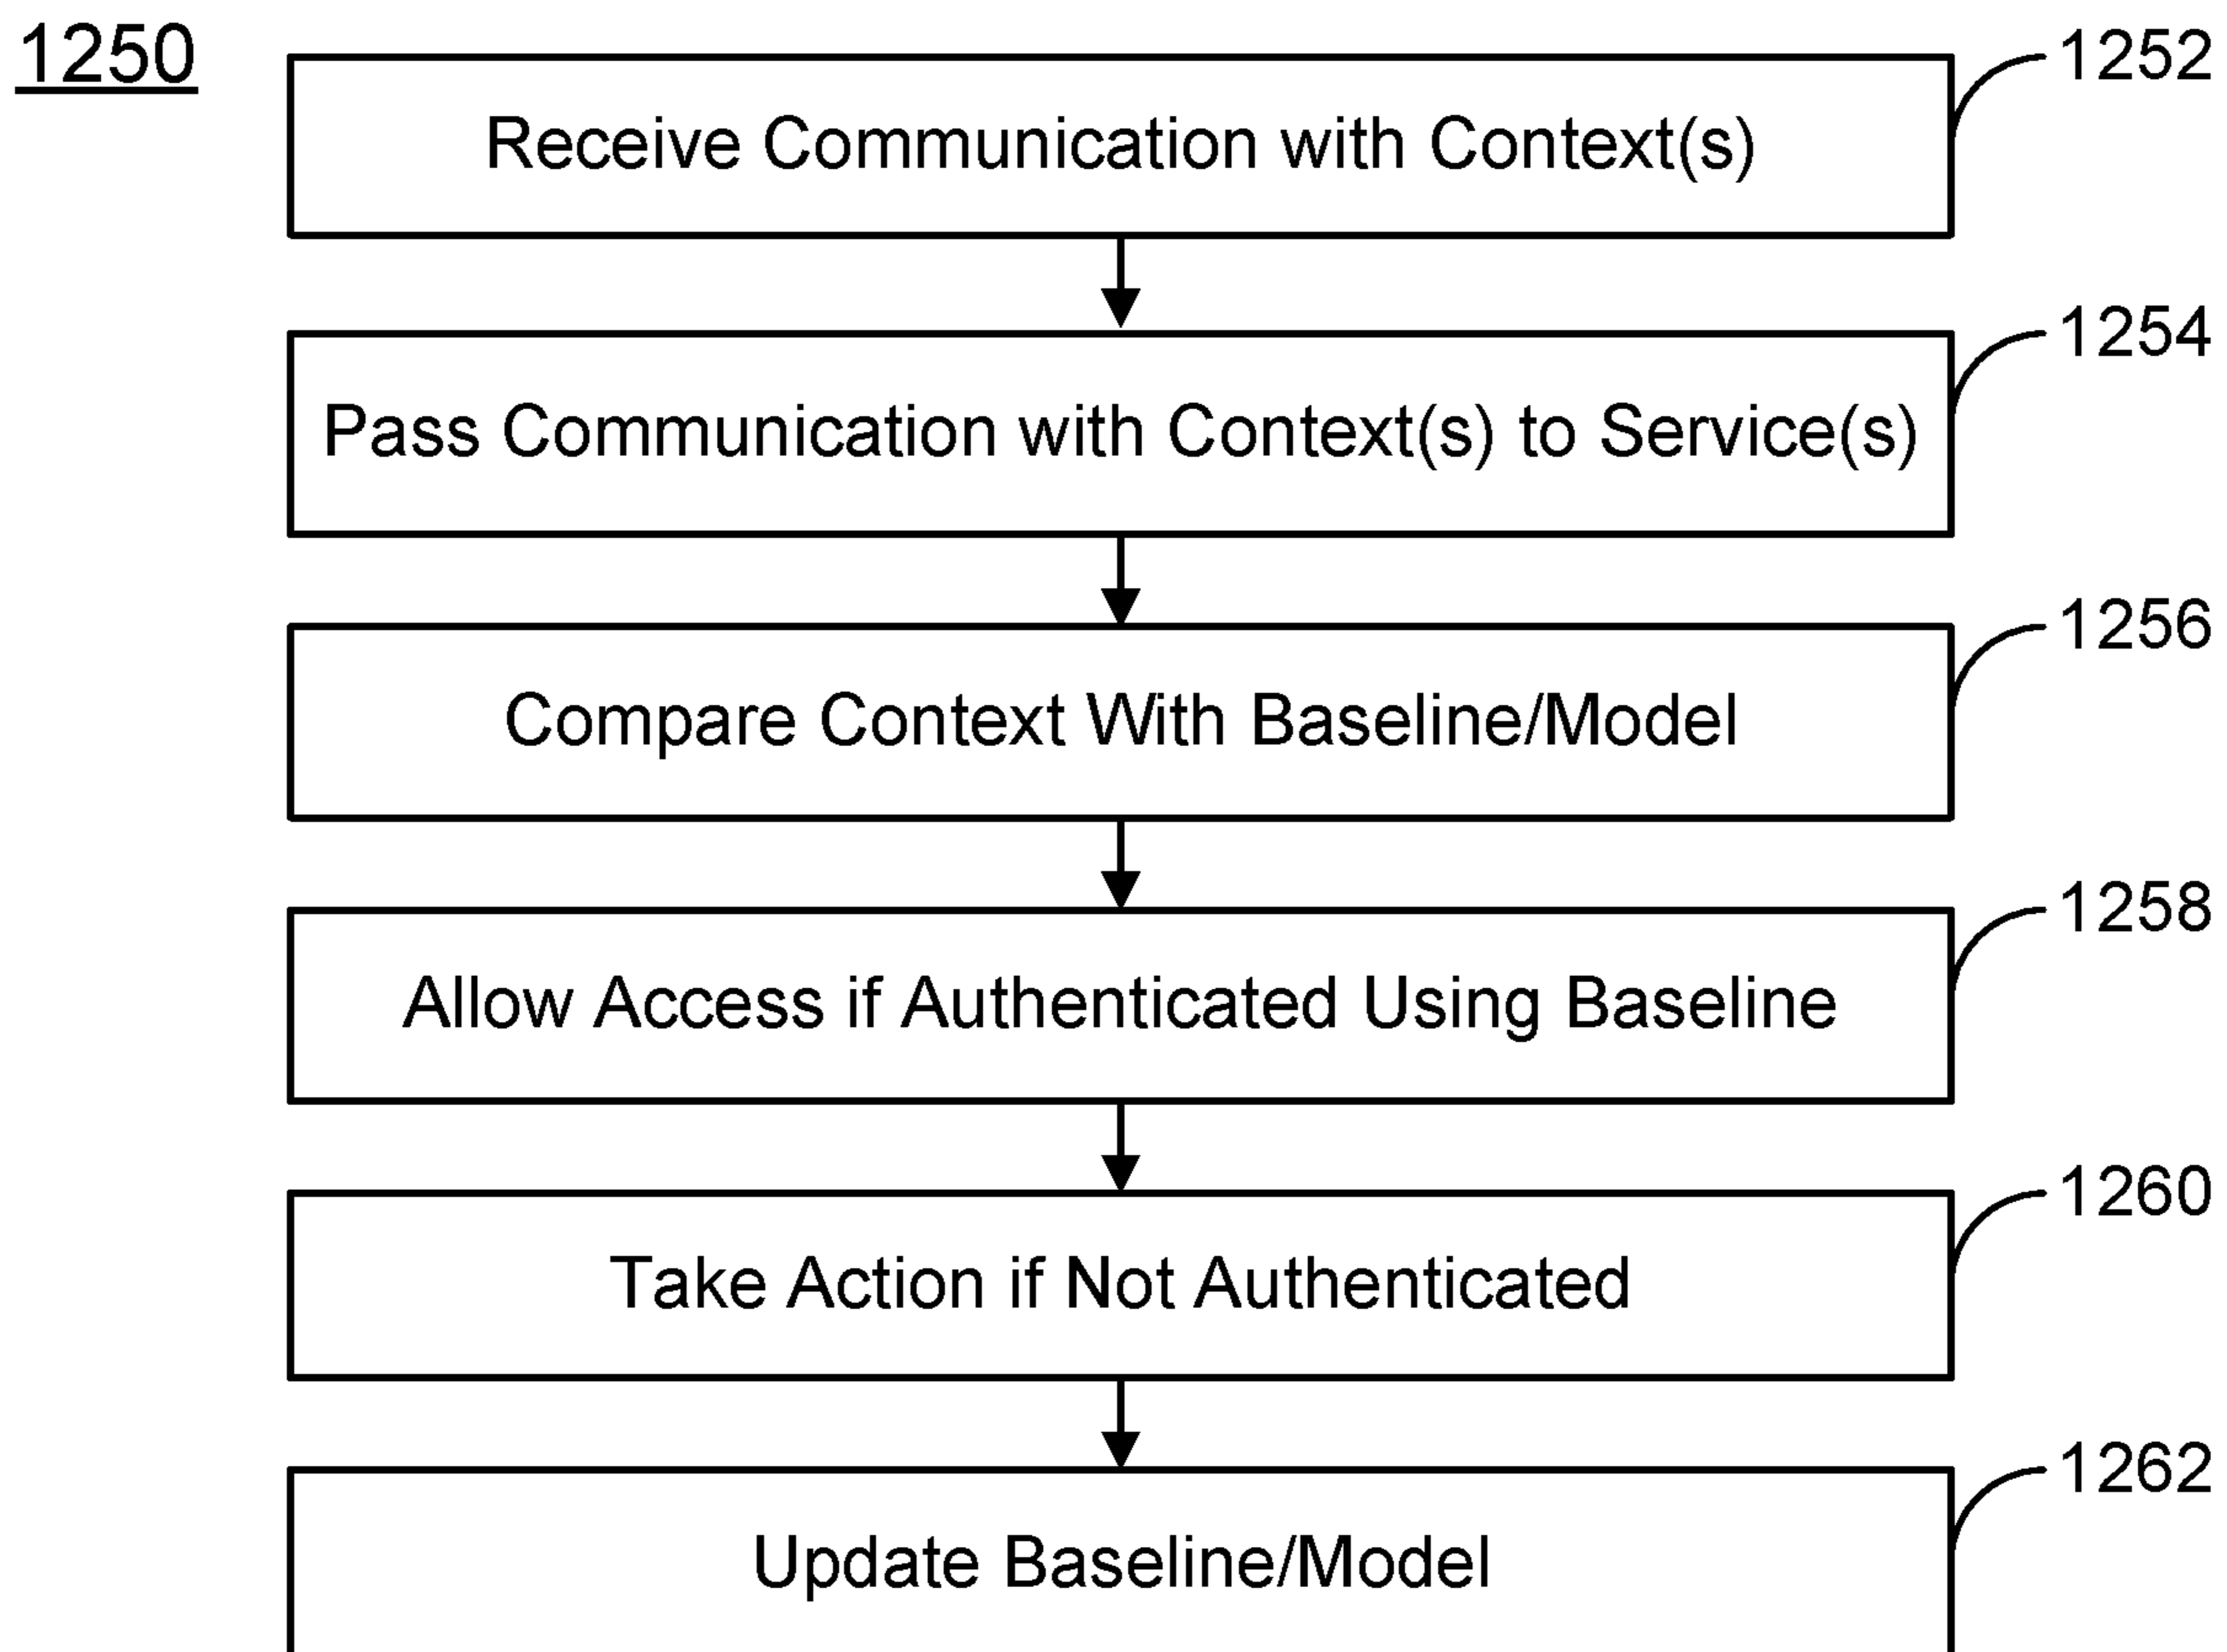 1250
1252
Receive Communication with Context(s)
1254
Pass Communication with Context(s) to Service(s)
1256
Compare Context With Baseline/Model
1258
Allow Access if Authenticated Using Baseline
1260
Take Action if Not Authenticated
1262
Update Baseline/Model